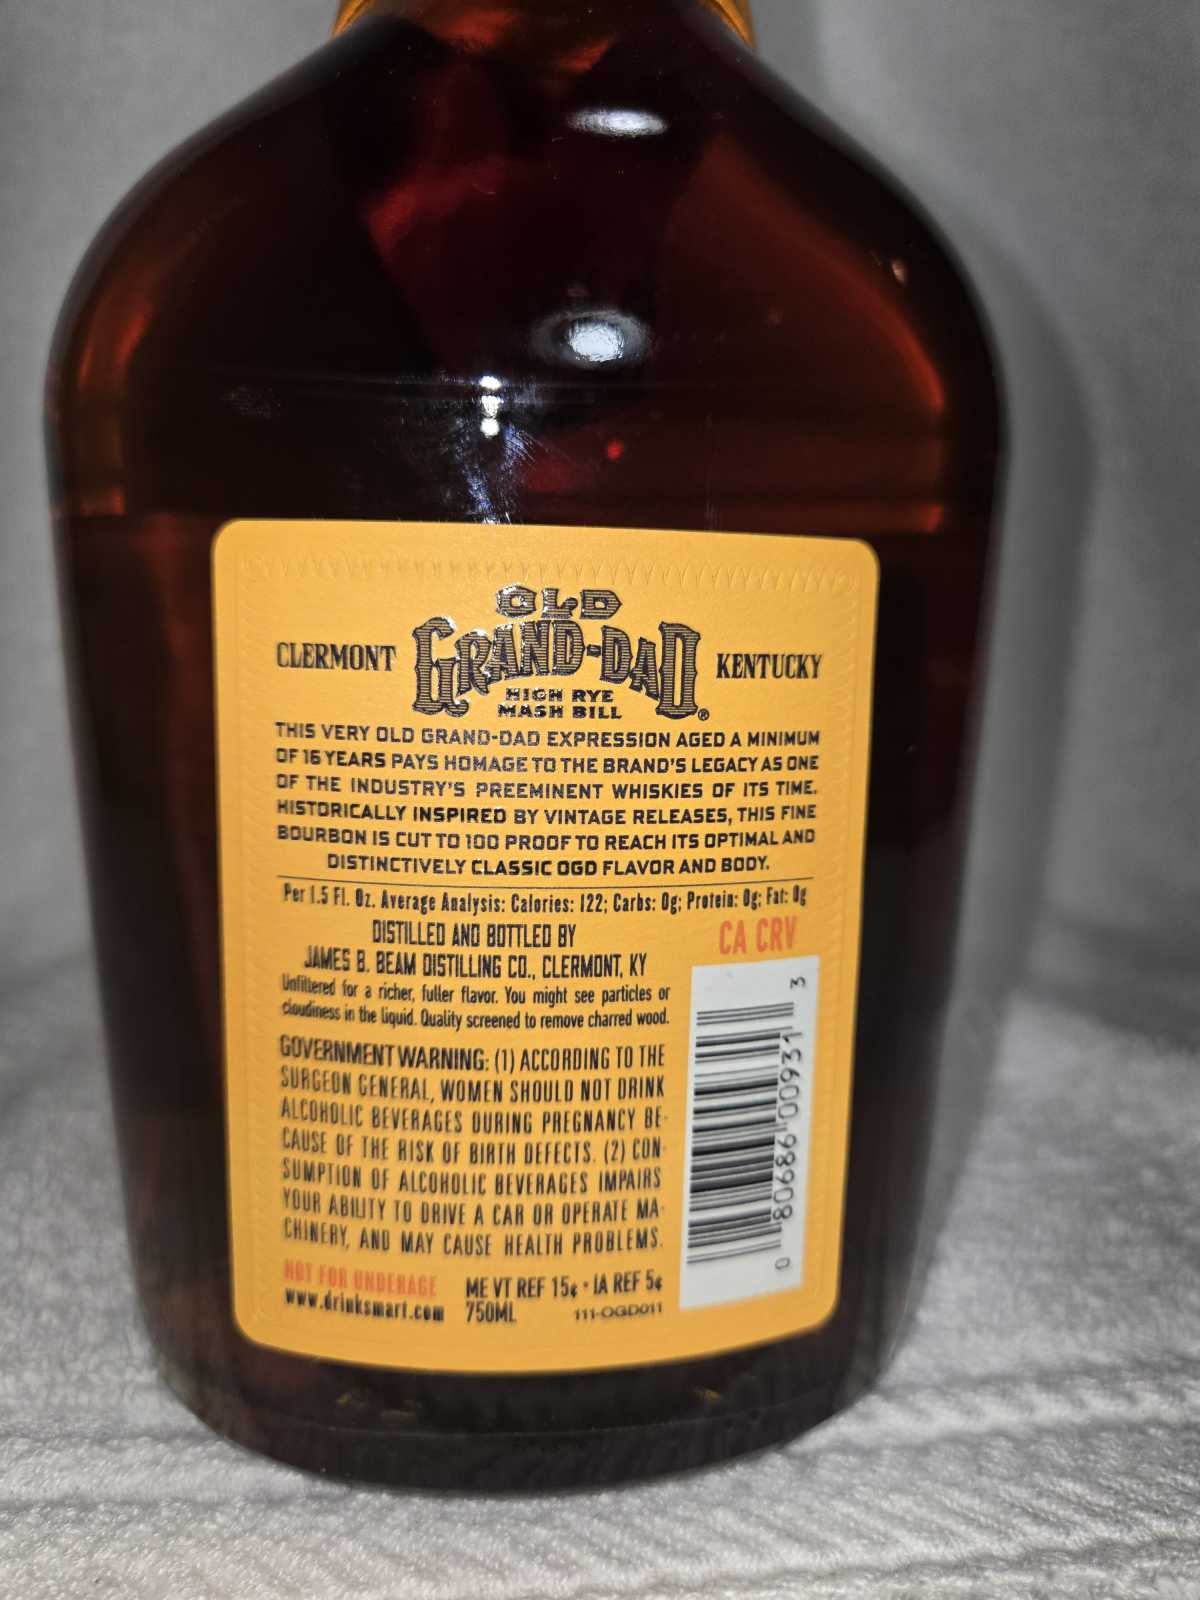 OLD
CLERMONT GRAND-DAD KENTUCKY
HIGH RYE
MASH BILL ®
THIS VERY OLD GRAND-DAD EXPRESSION AGED A MINIMUM
OF 16 YEARS PAYS HOMAGE TO THE BRAND'S LEGACY AS ONE
OF THE INDUSTRY'S PREEMINENT WHISKIES OF ITS TIME.
HISTORICALLY INSPIRED BY VINTAGE RELEASES, THIS FINE
BOURBON IS CUT TO 100 PROOF TO REACH ITS OPTIMAL AND
DISTINCTIVELY CLASSIC OGD FLAVOR AND BODY.
Per 1.5 Fl. Oz. Average Analysis: Calories: 122; Carbs: 0g; Protein: 0g; Fat: 0g
DISTILLED AND BOTTLED BY
JAMES B. BEAM DISTILLING CO., CLERMONT, KY
Unfiltered for a richer, fuller flavor. You might see particles or
cloudiness in the liquid. Quality screened to remove charred wood.
GOVERNMENT WARNING: (1) ACCORDING TO THE
SURGEON GENERAL, WOMEN SHOULD NOT DRINK
ALCOHOLIC BEVERAGES DURING PREGNANCY BE-
CAUSE OF THE RISK OF BIRTH DEFECTS. (2) CON-
SUMPTION OF ALCOHOLIC BEVERAGES IMPAIRS
YOUR ABILITY TO DRIVE A CAR OR OPERATE MA-
CHINERY, AND MAY CAUSE HEALTH PROBLEMS.
NOT FOR UNDERAGE
www.drinksmart.com
ME VT REF 15¢ • IA REF 5¢
750ML 111-OGD011
CA CRV
0 80686 00931 3